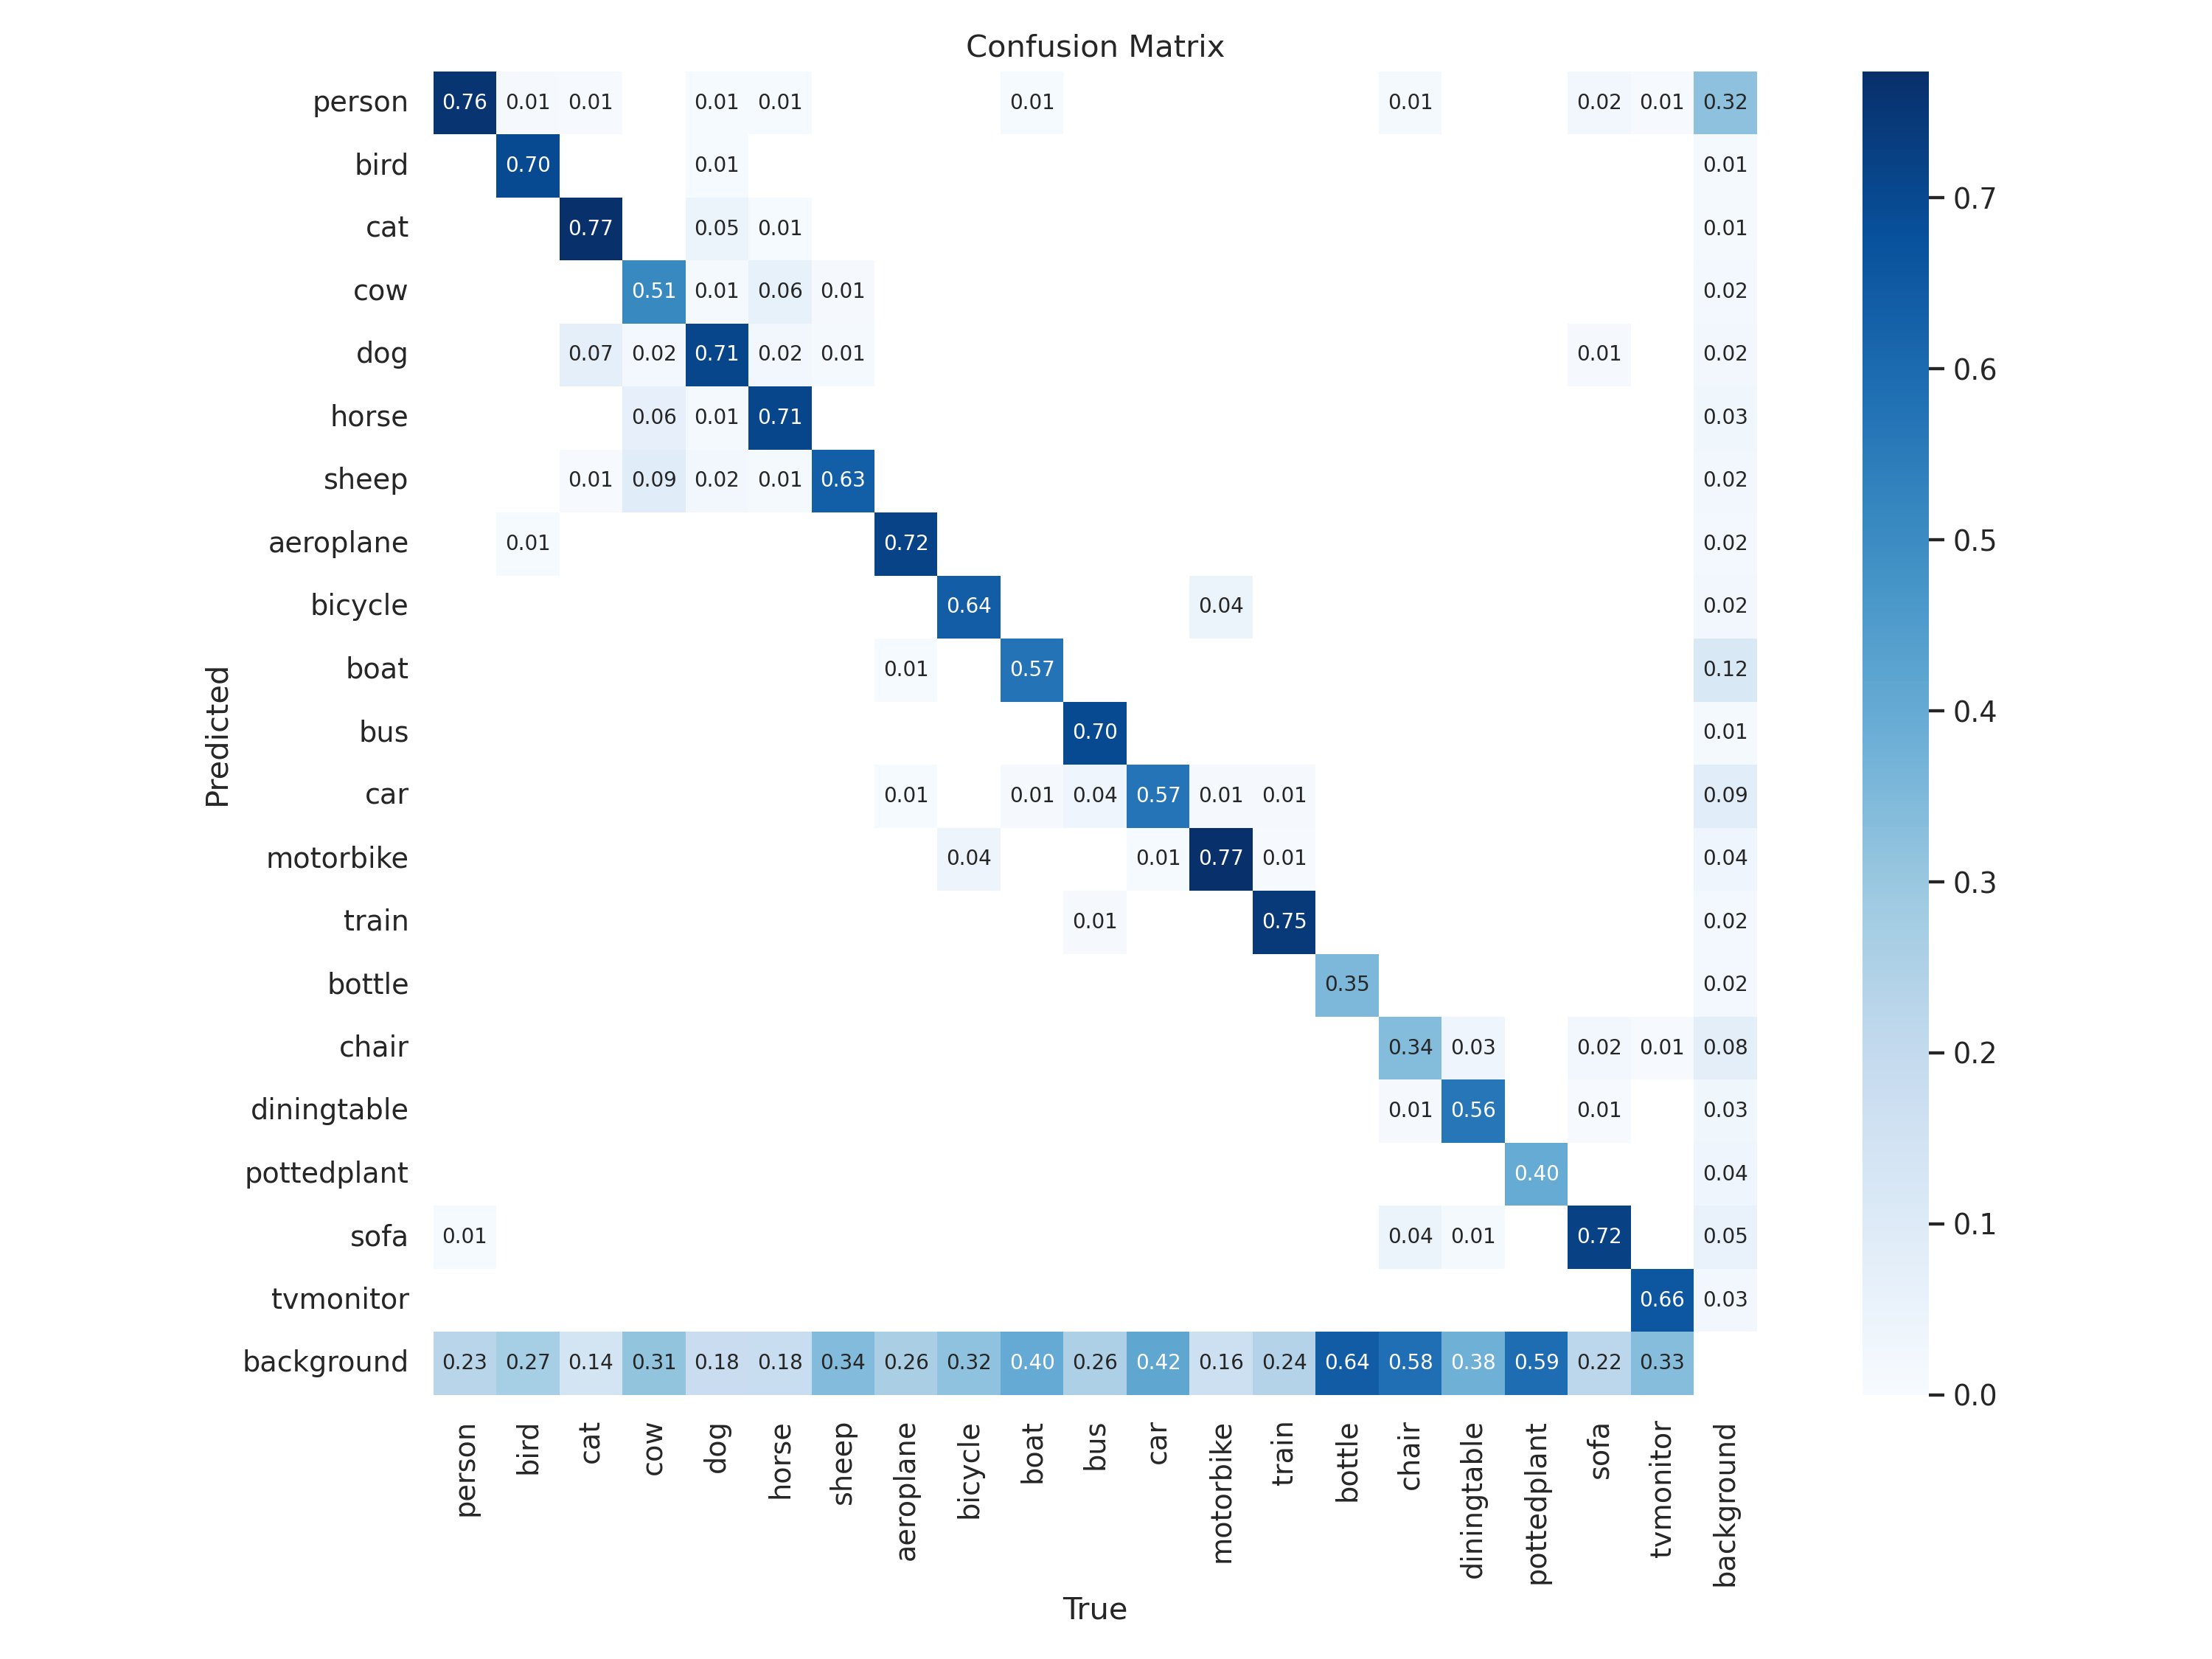 Confusion Matrix
person 0.76 0.01 0.01 0.01 0.01 0.01 0.01 0.02 0.01 0.32
bird 0.70 0.01 0.01
cat 0.77 0.05 0.01 0.01
cow 0.51 0.01 0.06 0.01 0.02
dog 0.07 0.02 0.71 0.02 0.01 0.01 0.02
horse 0.06 0.01 0.71 0.03
sheep 0.01 0.09 0.02 0.01 0.63 0.02
aeroplane 0.01 0.72 0.02
bicycle 0.64 0.04 0.02
boat 0.01 0.57 0.12
bus 0.70 0.01
car 0.01 0.01 0.04 0.57 0.01 0.01 0.09
motorbike 0.04 0.01 0.77 0.01 0.04
train 0.01 0.75 0.02
bottle 0.35 0.02
chair 0.34 0.03 0.02 0.01 0.08
diningtable 0.01 0.56 0.01 0.03
pottedplant 0.40 0.04
sofa 0.01 0.04 0.01 0.72 0.05
tvmonitor 0.66 0.03
background 0.23 0.27 0.14 0.31 0.18 0.18 0.34 0.26 0.32 0.40 0.26 0.42 0.16 0.24 0.64 0.58 0.38 0.59 0.22 0.33
Predicted
person bird cat cow dog horse sheep aeroplane bicycle boat bus car motorbike train bottle chair diningtable pottedplant sofa tvmonitor background
True
0.7
0.6
0.5
0.4
0.3
0.2
0.1
0.0